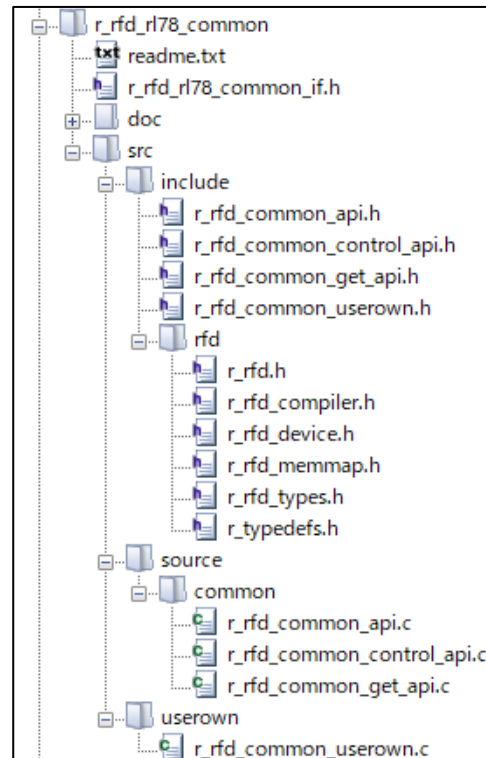 r_rfd_rl78_common
readme.txt
r_rfd_rl78_common_if.h
doc
src
include
r_rfd_common_api.h
r_rfd_common_control_api.h
r_rfd_common_get_api.h
r_rfd_common_userown.h
rfd
r_rfd.h
r_rfd_compiler.h
r_rfd_device.h
r_rfd_memmap.h
r_rfd_types.h
r_typedefs.h
source
common
r_rfd_common_api.c
r_rfd_common_control_api.c
r_rfd_common_get_api.c
userown
r_rfd_common_userown.c